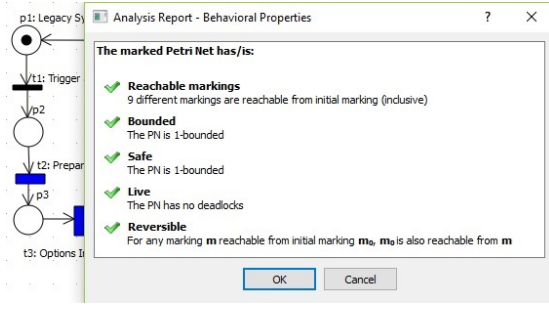 p1: Legacy Sy
t1: Trigger
p2
t2: Prepar
p3
t3: Options I
Analysis Report - Behavioral Properties
?
The marked Petri Net has/is:
Reachable markings
9 different markings are reachable from initial marking (inclusive)
Bounded
The PN is 1-bounded
Safe
The PN is 1-bounded
Live
The PN has no deadlocks
Reversible
For any marking m reachable from initial marking m₀, m₀ is also reachable from m
OK
Cancel